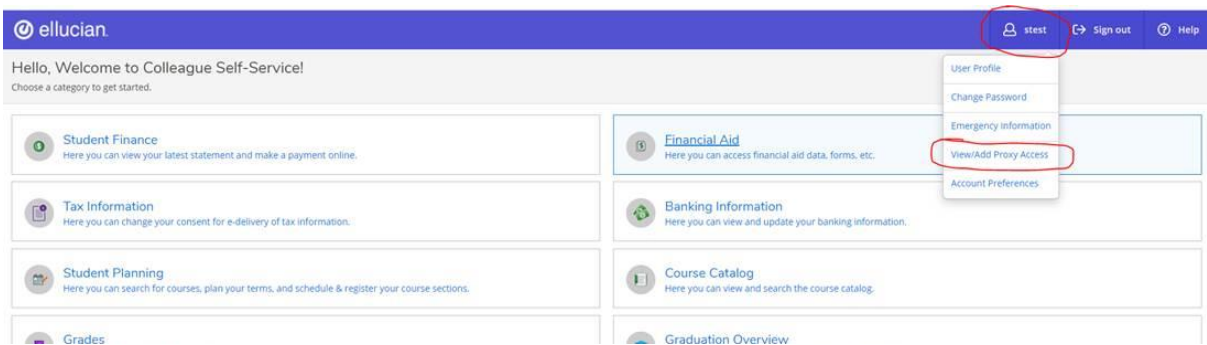 ellucian
stest Sign out Help
Hello, Welcome to Colleague Self-Service!
Choose a category to get started.
User Profile
Change Password
Emergency Information
View/Add Proxy Access
Account Preferences
Student Finance
Here you can view your latest statement and make a payment online.
Financial Aid
Here you can access financial aid data, forms, etc.
Tax Information
Here you can change your consent for e-delivery of tax information.
Banking Information
Here you can view and update your banking information.
Student Planning
Here you can search for courses, plan your terms, and schedule & register your course sections.
Course Catalog
Here you can view and search the course catalog.
Grades
Graduation Overview